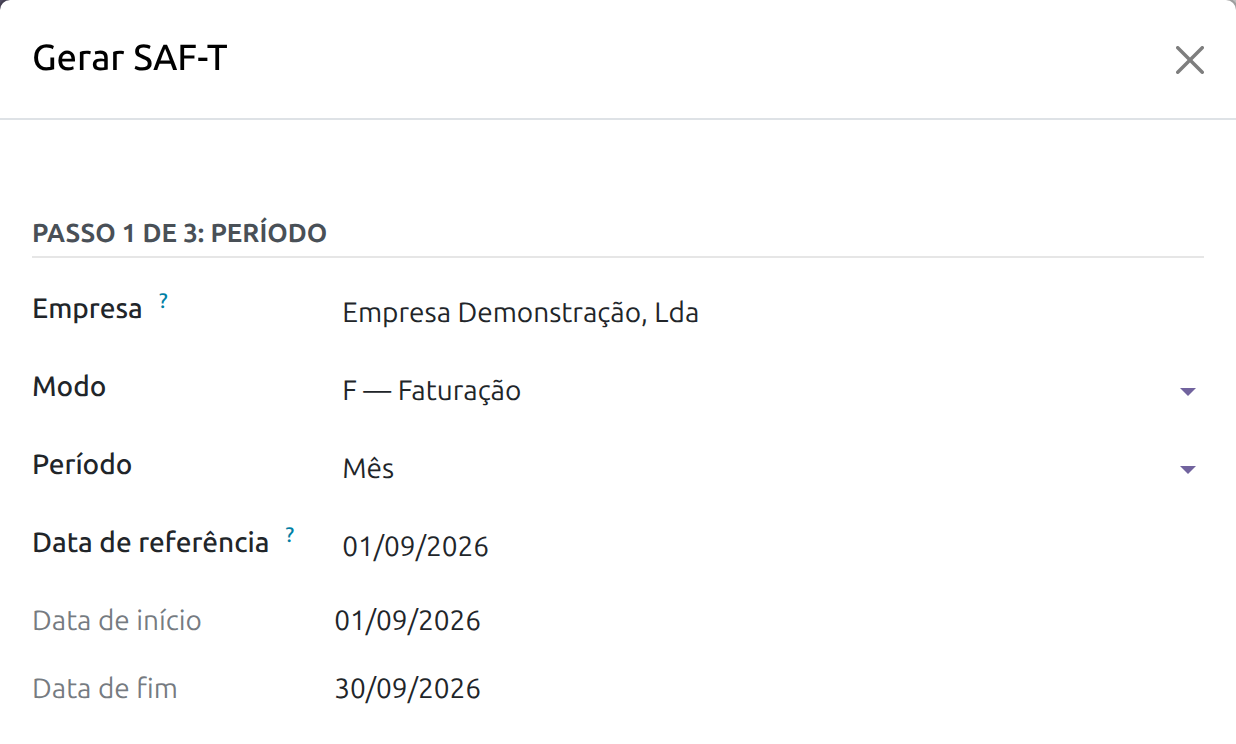 Gerar SAF-T
PASSO 1 DE 3: PERÍODO
Empresa ? Empresa Demonstração, Lda
Modo F — Faturação
Período Mês
Data de referência ? 01/09/2026
Data de início 01/09/2026
Data de fim 30/09/2026